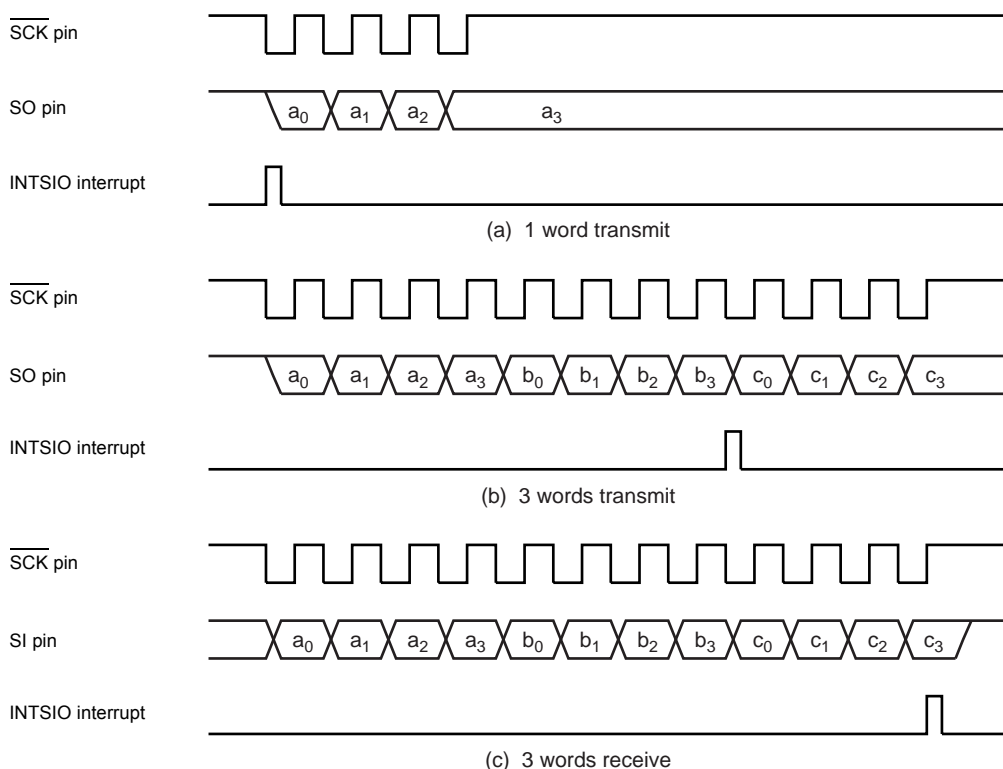 SCK pin
SO pin
a0 a1 a2 a3
INTSIO interrupt
(a) 1 word transmit
SCK pin
SO pin
a0 a1 a2 a3 b0 b1 b2 b3 c0 c1 c2 c3
INTSIO interrupt
(b) 3 words transmit
SCK pin
SI pin
a0 a1 a2 a3 b0 b1 b2 b3 c0 c1 c2 c3
INTSIO interrupt
(c) 3 words receive